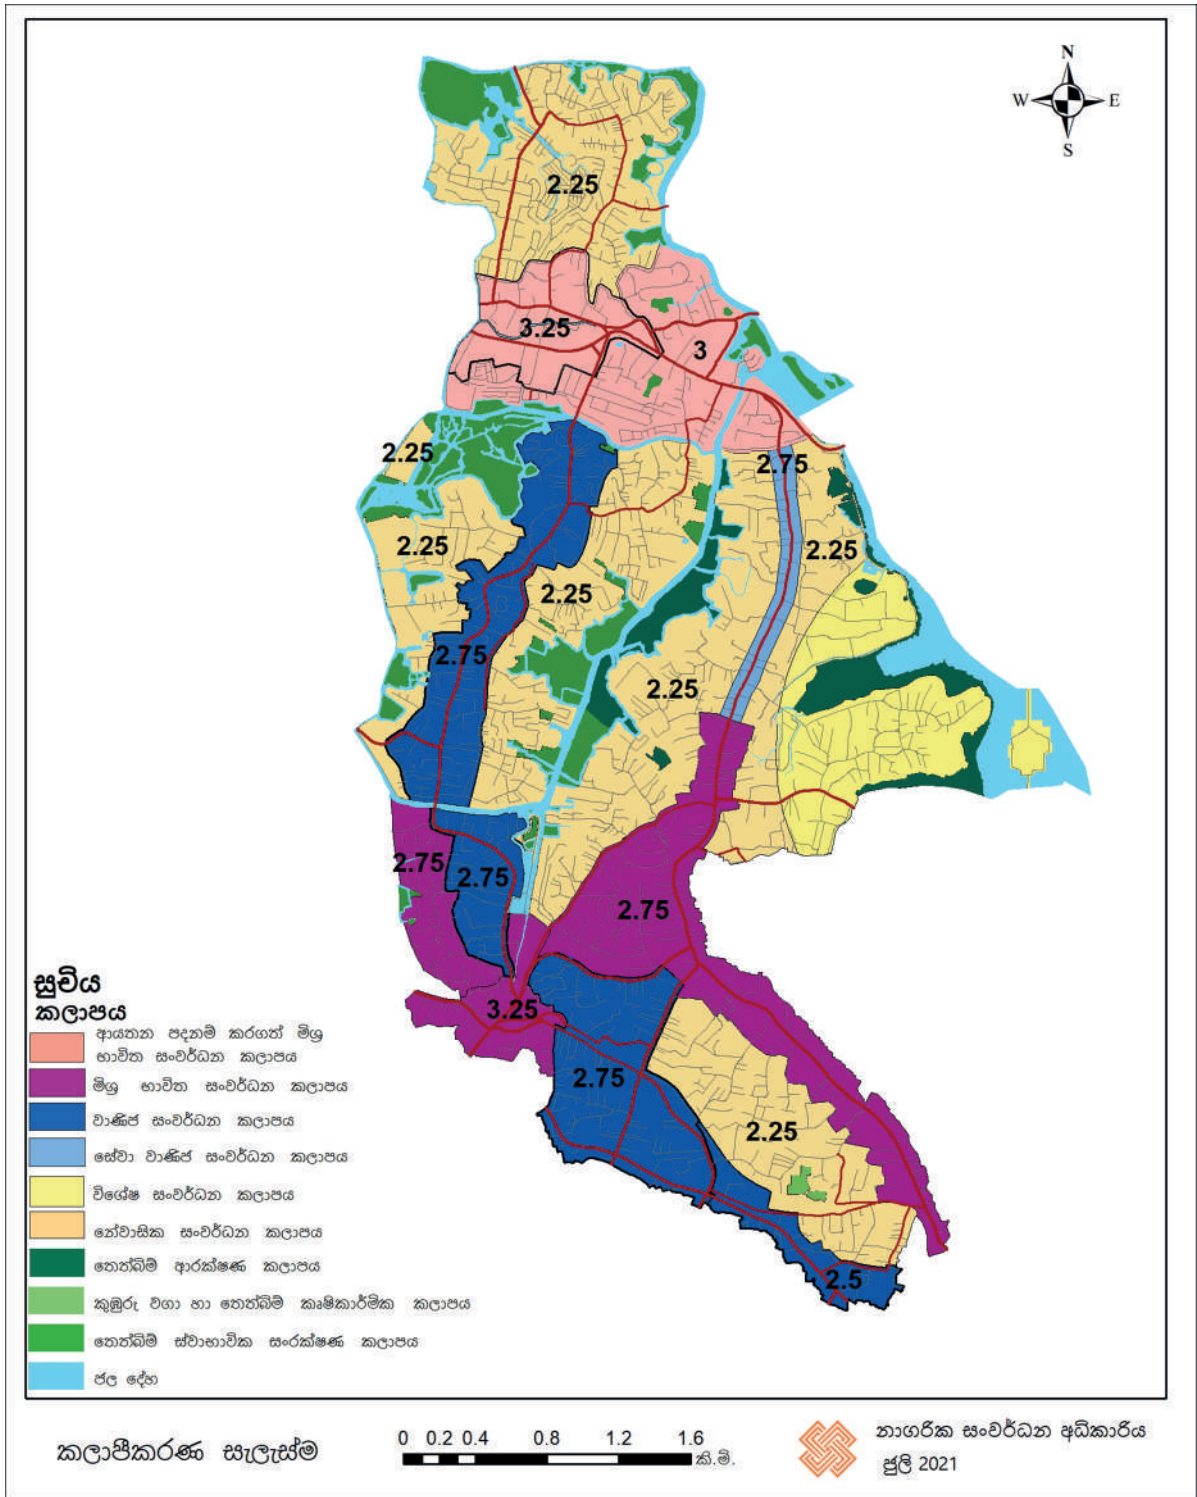 N
W E
S
2.25
3.25
3
2.25
2.75
2.25
2.25
2.25
2.75
2.25
2.75
2.75
2.75
3.25
2.75
2.25
2.5
සූචිය
කලාපය
ආයතන පදනම් කරගත් මිශ්‍ර
භාවිත සංවර්ධන කලාපය
මිශ්‍ර භාවිත සංවර්ධන කලාපය
වාණිජ සංවර්ධන කලාපය
සේවා වාණිජ සංවර්ධන කලාපය
විශේෂ සංවර්ධන කලාපය
නේවාසික සංවර්ධන කලාපය
තෙත්බිම් ආරක්ෂණ කලාපය
කුඹුරු වගා හා තෙත්බිම් කෘෂිකාර්මික කලාපය
තෙත්බිම් ස්වාභාවික සංරක්ෂණ කලාපය
ජල දේහ
කලාපීකරණ සැලැස්ම
0 0.2 0.4 0.8 1.2 1.6
කි.මි.
නාගරික සංවර්ධන අධිකාරිය
ජුලි 2021